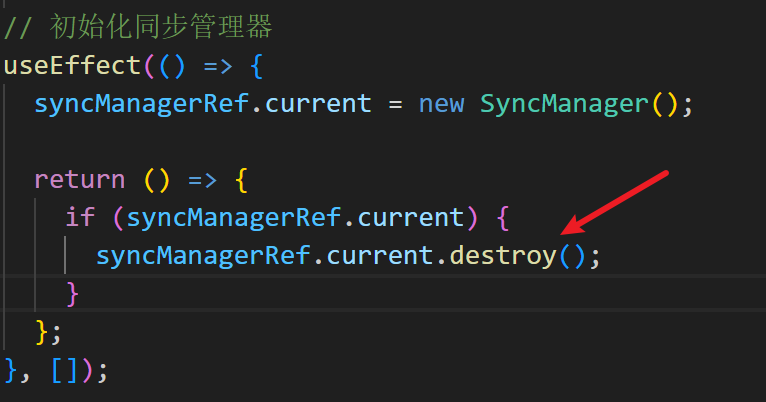 // 初始化同步管理器
useEffect(() => {
  syncManagerRef.current = new SyncManager();

  return () => {
    if (syncManagerRef.current) {
      syncManagerRef.current.destroy();
    }
  };
}, []);